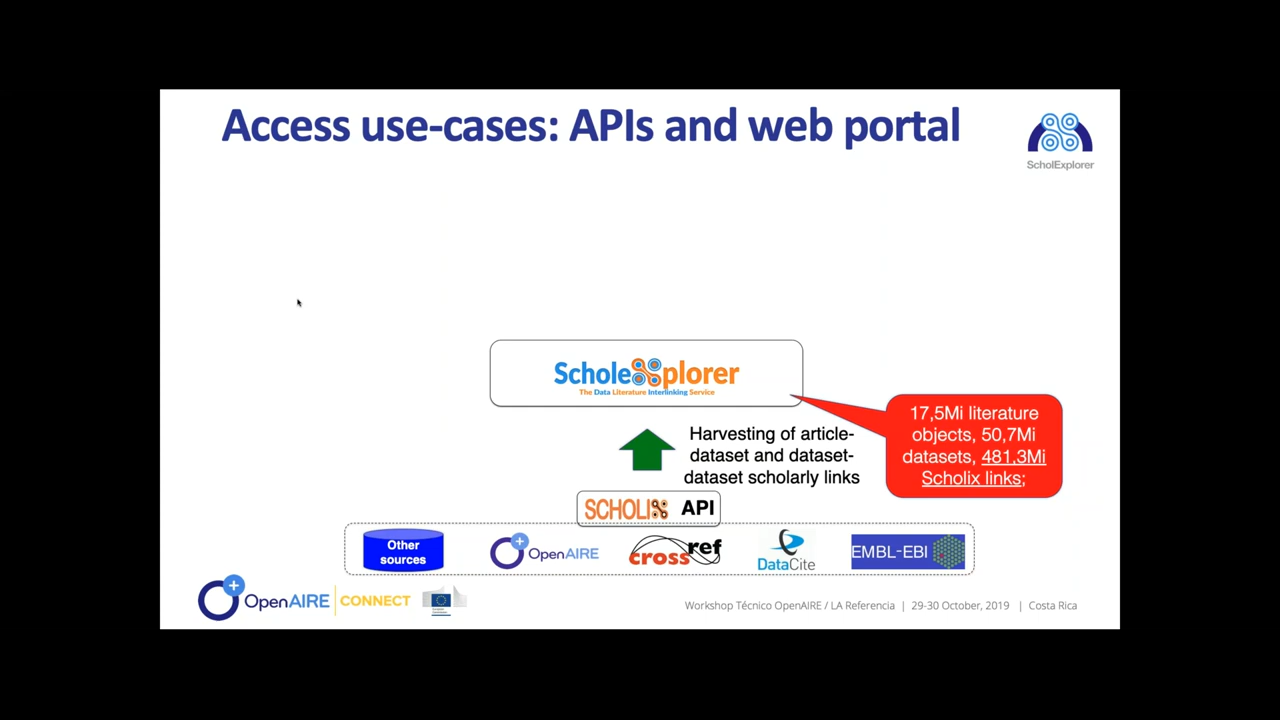 Access use-cases: APIs and web portal
ScholExplorer
Scholexplorer
The Data Literature Interlinking Service
17,5Mi literature
objects, 50,7Mi
datasets, 481,3Mi
Scholix links;
Harvesting of article-
dataset and dataset-
dataset scholarly links
SCHOLIX API
Other
sources
OpenAIRE
crossref
DataCite
EMBL-EBI
OpenAIRE CONNECT
Workshop Técnico OpenAIRE / LA Referencia | 29-30 October, 2019 | Costa Rica